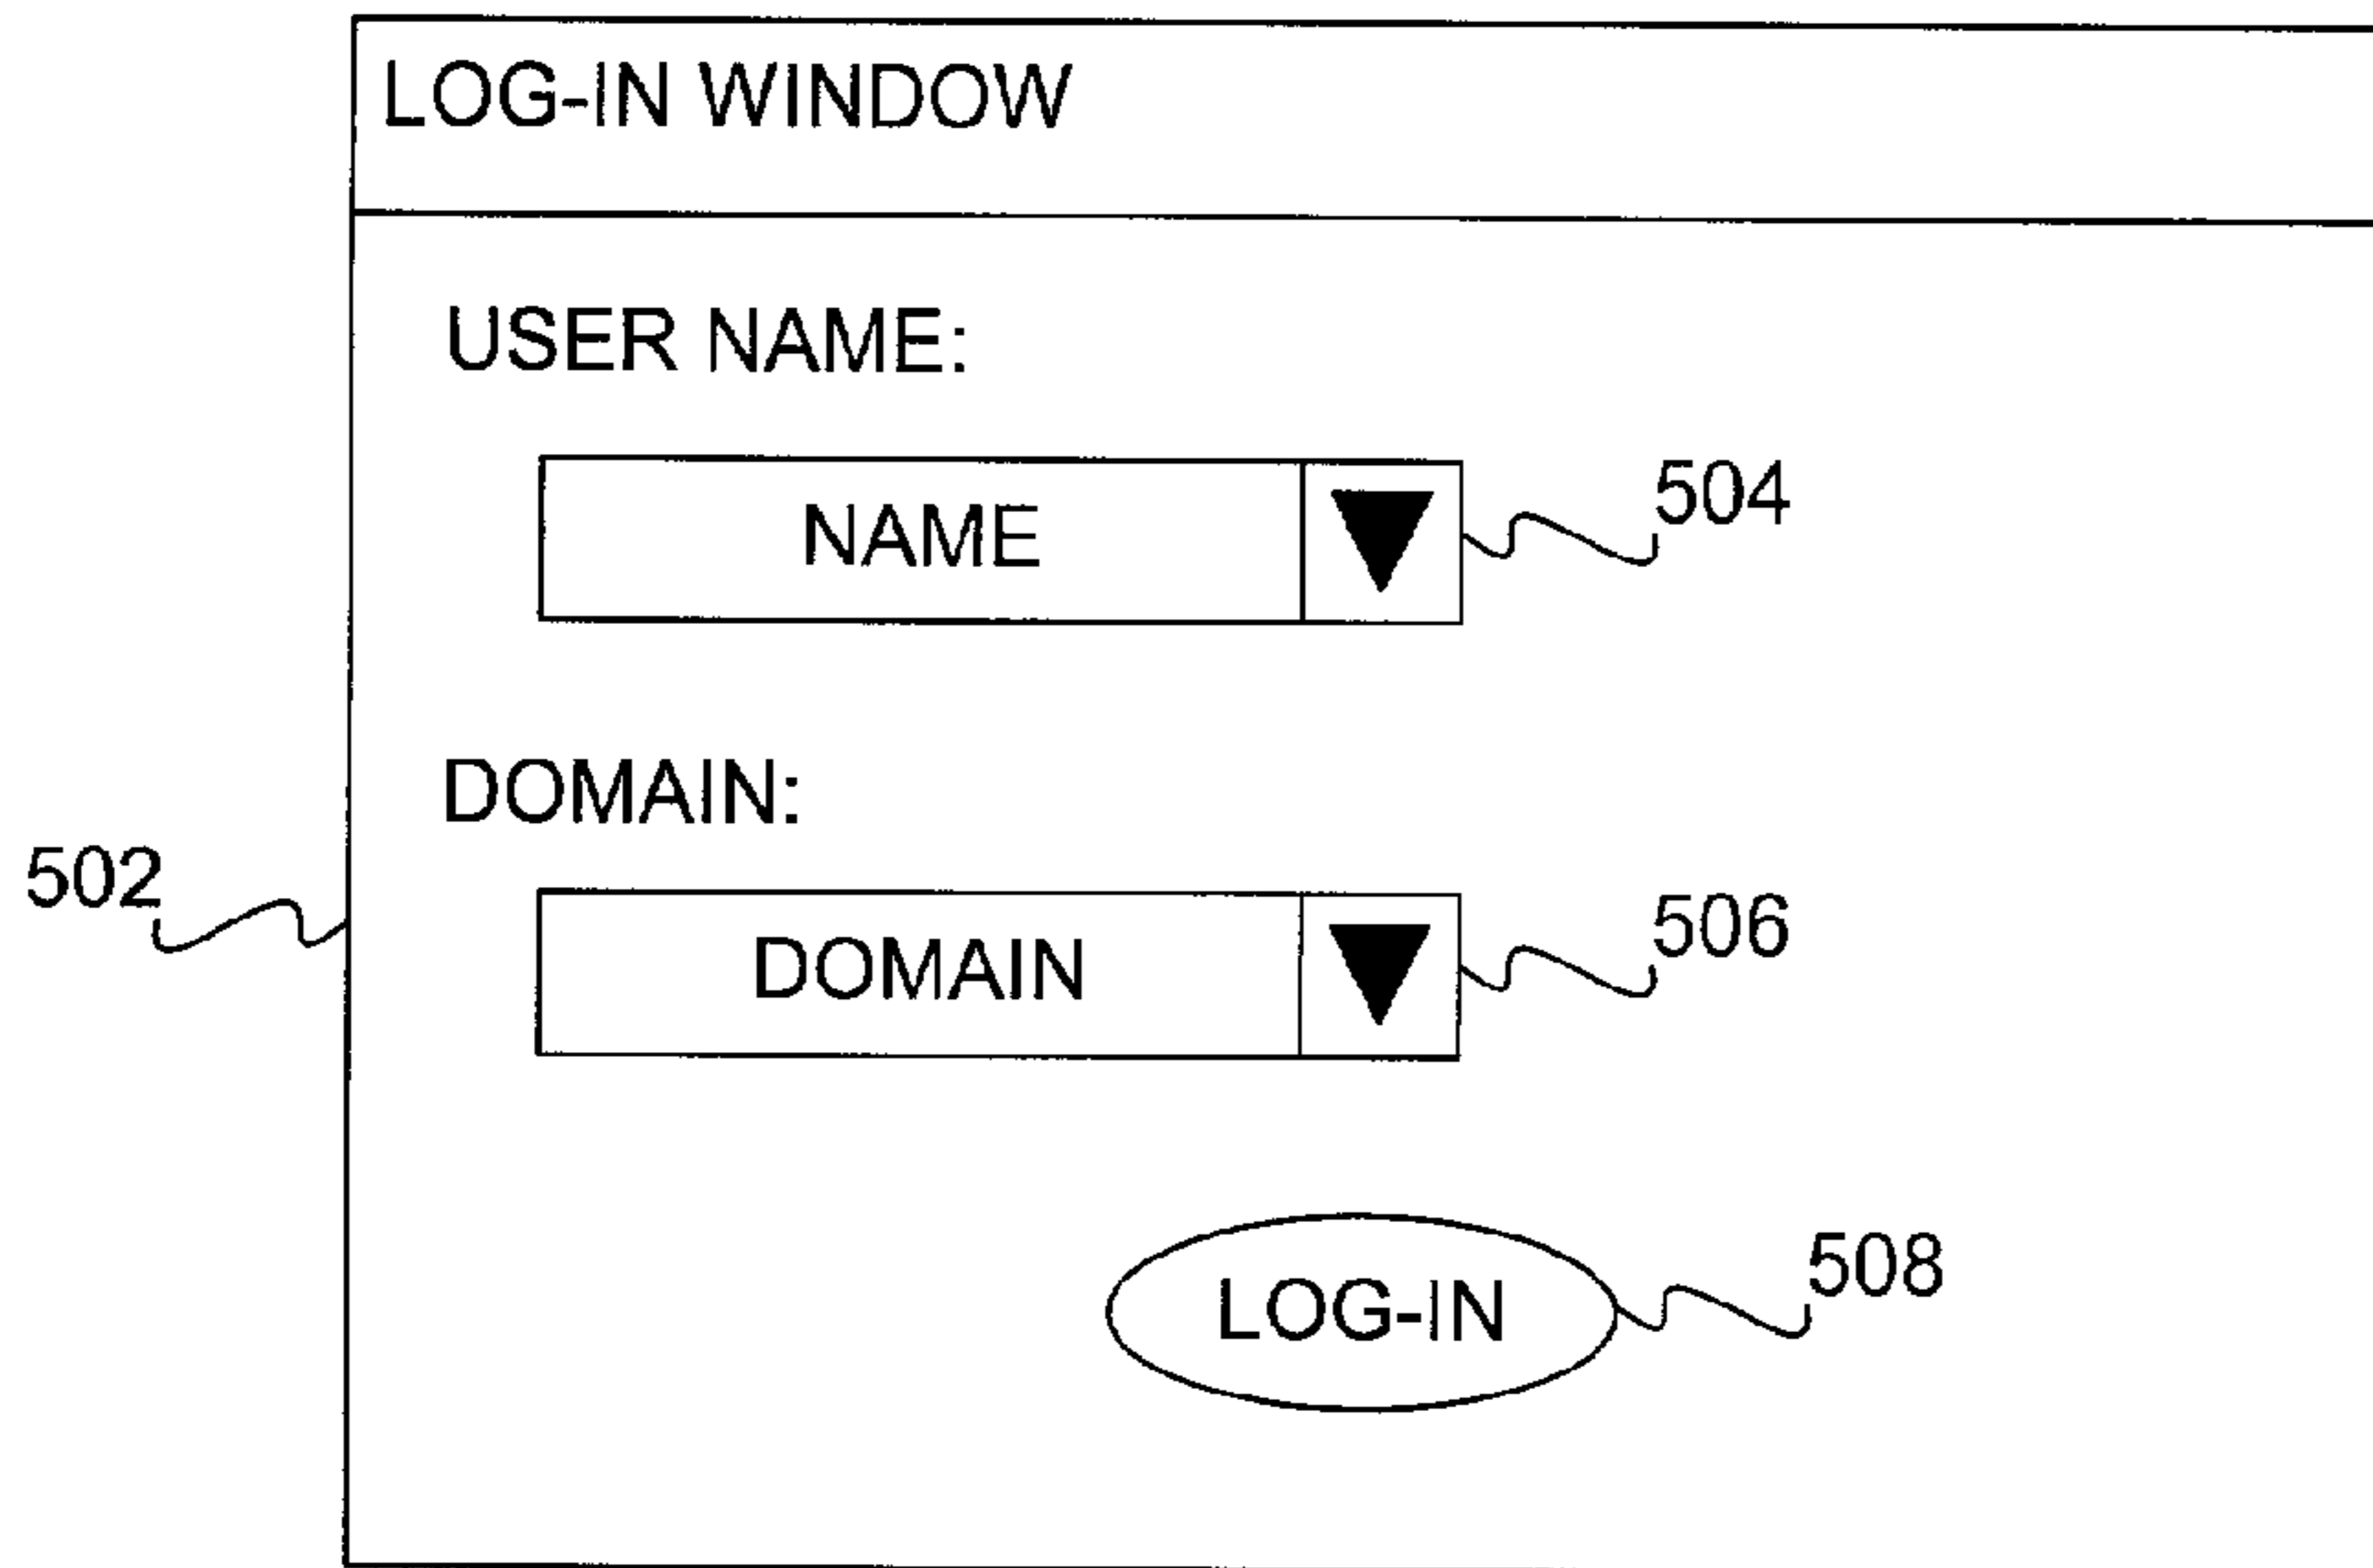 LOG-IN WINDOW
USER NAME:
NAME
504
DOMAIN:
502
DOMAIN
506
LOG-IN
508